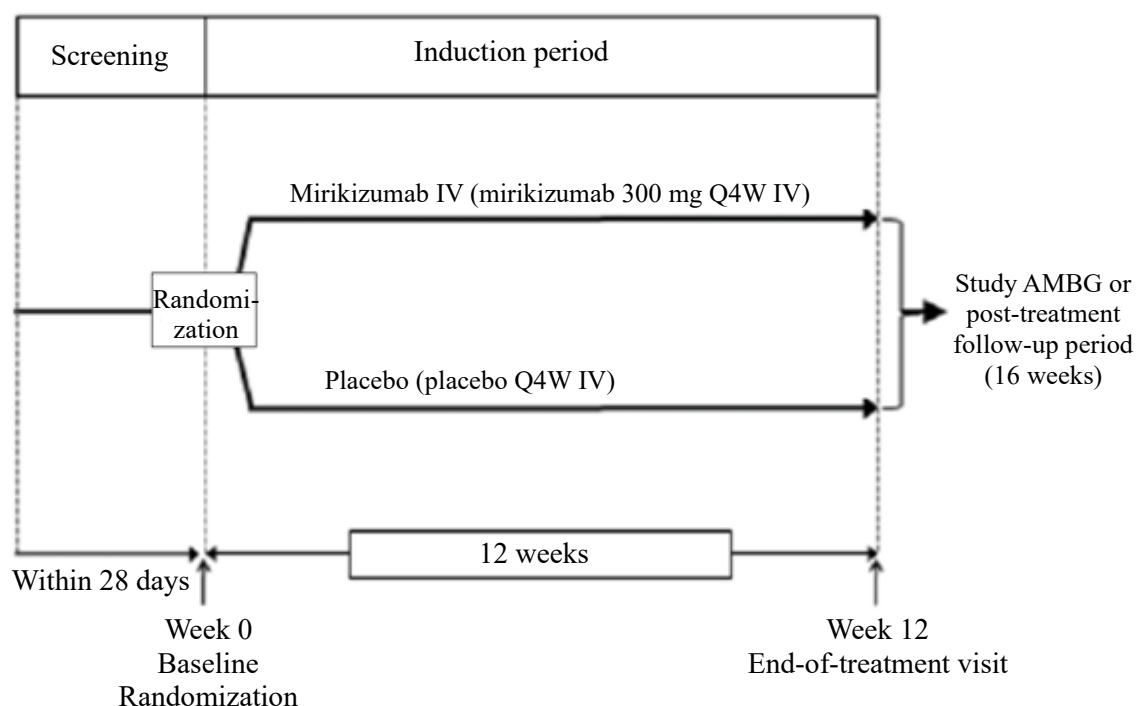 Screening
Induction period
Mirikizumab IV (mirikizumab 300 mg Q4W IV)
Randomi-
zation
Placebo (placebo Q4W IV)
Study AMBG or
post-treatment
follow-up period
(16 weeks)
12 weeks
Within 28 days
Week 0
Baseline
Randomization
Week 12
End-of-treatment visit